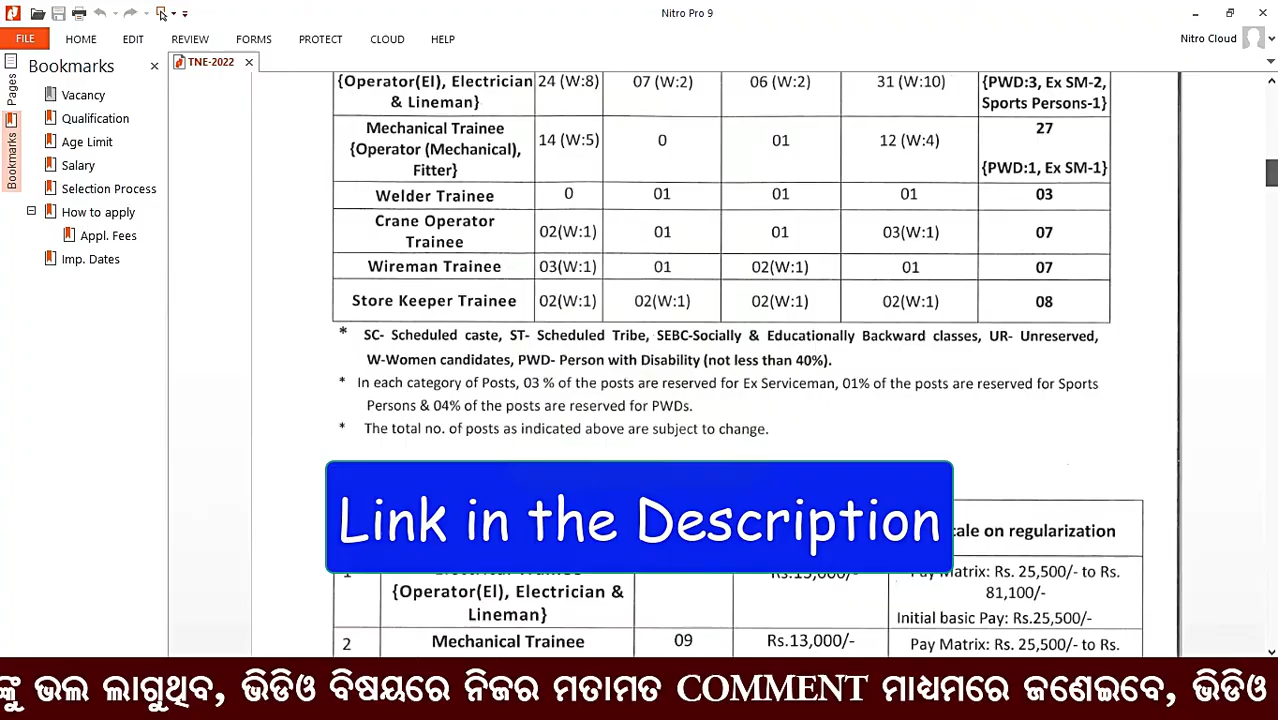 Nitro Pro 9
FILE HOME EDIT REVIEW FORMS PROTECT CLOUD HELP Nitro Cloud
TNE-2022
Pages
Bookmarks
Bookmarks
Vacancy
Qualification
Age Limit
Salary
Selection Process
How to apply
Appl. Fees
Imp. Dates
{Operator(El), Electrician & Lineman} 24 (W:8) 07 (W:2) 06 (W:2) 31 (W:10) {PWD:3, Ex SM-2, Sports Persons-1}
Mechanical Trainee {Operator (Mechanical), Fitter} 14 (W:5) 0 01 12 (W:4) 27 {PWD:1, Ex SM-1}
Welder Trainee 0 01 01 01 03
Crane Operator Trainee 02(W:1) 01 01 03(W:1) 07
Wireman Trainee 03(W:1) 01 02(W:1) 01 07
Store Keeper Trainee 02(W:1) 02(W:1) 02(W:1) 02(W:1) 08
* SC- Scheduled caste, ST- Scheduled Tribe, SEBC-Socially & Educationally Backward classes, UR- Unreserved,
W-Women candidates, PWD- Person with Disability (not less than 40%).
* In each category of Posts, 03 % of the posts are reserved for Ex Serviceman, 01% of the posts are reserved for Sports
Persons & 04% of the posts are reserved for PWDs.
* The total no. of posts as indicated above are subject to change.
Link in the Description
on regularization
1 {Operator(El), Electrician & Lineman} Rs.15,000/- Pay Matrix: Rs. 25,500/- to Rs. 81,100/-
Initial basic Pay: Rs.25,500/-
2 Mechanical Trainee 09 Rs.13,000/- Pay Matrix: Rs. 25,500/- to Rs.
ଙ୍କୁ ଭଲ ଲାଗୁଥିବ, ଭିଡିଓ ବିଷୟରେ ନିଜର ମତାମତ COMMENT ମାଧ୍ୟମରେ ଜଣେଇବେ, ଭିଡିଓ